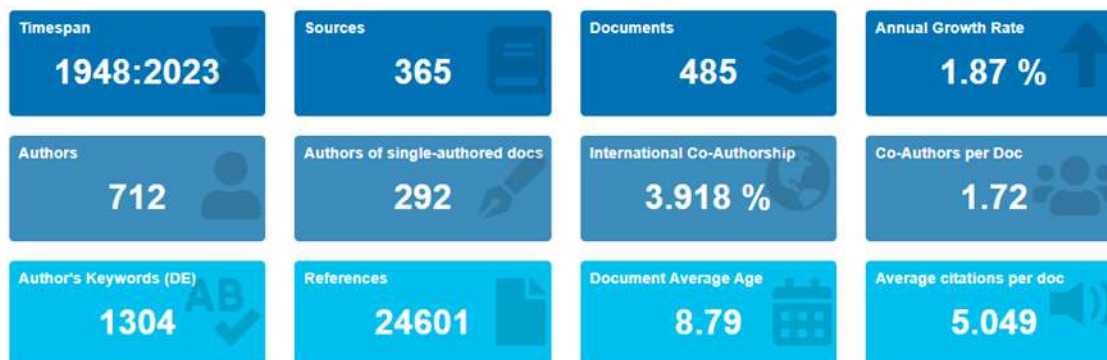 Timespan
1948:2023
Sources
365
Documents
485
Annual Growth Rate
1.87 %
Authors
712
Authors of single-authored docs
292
International Co-Authorship
3.918 %
Co-Authors per Doc
1.72
Author's Keywords (DE)
1304
AB
References
24601
Document Average Age
8.79
Average citations per doc
5.049